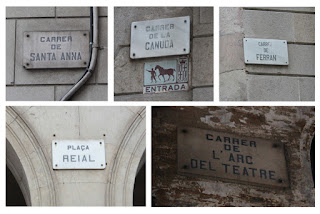 CARRER
DE
SANTA ANNA
CARRER
DE LA
CANUDA
ENTRADA
CARRER
DE
FERRAN
PLAÇA
REIAL
CARRER
DE
L'ARC
DEL TEATRE